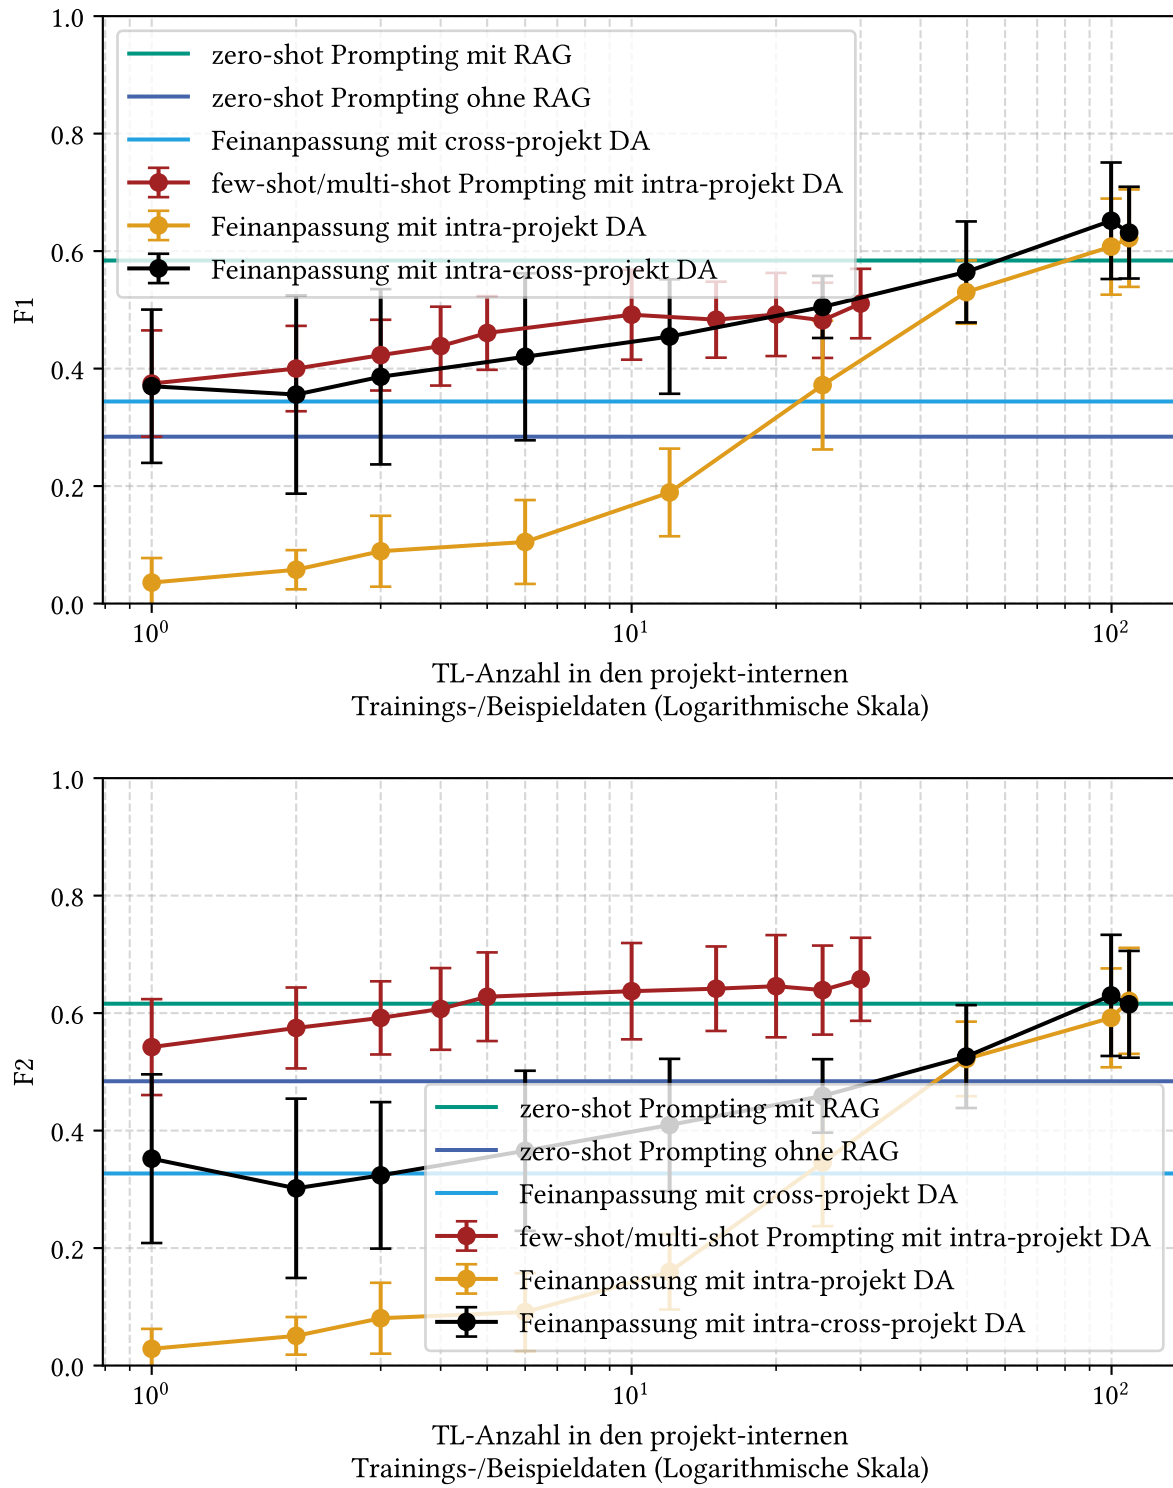 1.0
0.8
0.6
0.4
0.2
0.0
F1
zero-shot Prompting mit RAG
zero-shot Prompting ohne RAG
Feinanpassung mit cross-projekt DA
few-shot/multi-shot Prompting mit intra-projekt DA
Feinanpassung mit intra-projekt DA
Feinanpassung mit intra-cross-projekt DA
10⁰ 10¹ 10²
TL-Anzahl in den projekt-internen
Trainings-/Beispieldaten (Logarithmische Skala)
1.0
0.8
0.6
0.4
0.2
0.0
F2
zero-shot Prompting mit RAG
zero-shot Prompting ohne RAG
Feinanpassung mit cross-projekt DA
few-shot/multi-shot Prompting mit intra-projekt DA
Feinanpassung mit intra-projekt DA
Feinanpassung mit intra-cross-projekt DA
10⁰ 10¹ 10²
TL-Anzahl in den projekt-internen
Trainings-/Beispieldaten (Logarithmische Skala)